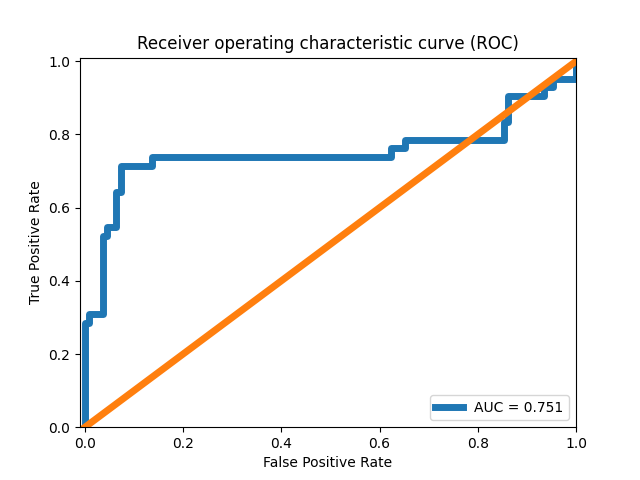 Receiver operating characteristic curve (ROC)
True Positive Rate
1.0
0.8
0.6
0.4
0.2
0.0
AUC = 0.751
0.0 0.2 0.4 0.6 0.8 1.0
False Positive Rate